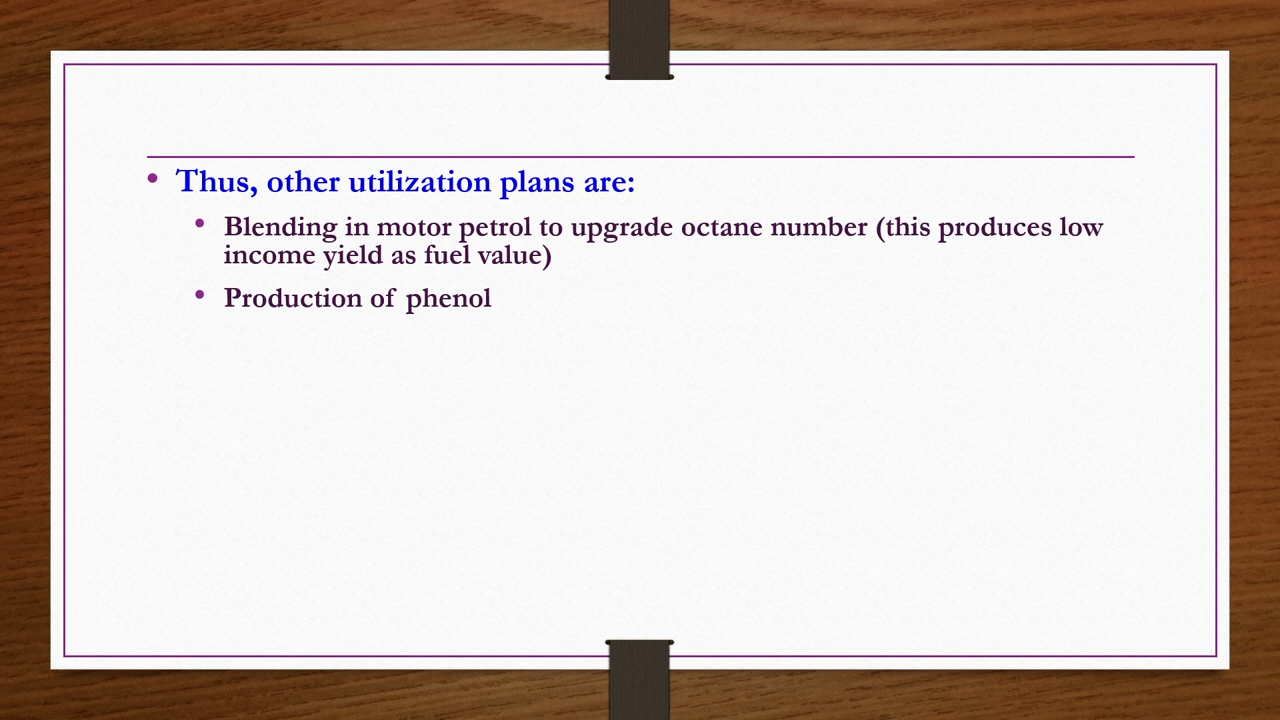 • Thus, other utilization plans are:
• Blending in motor petrol to upgrade octane number (this produces low
income yield as fuel value)
• Production of phenol